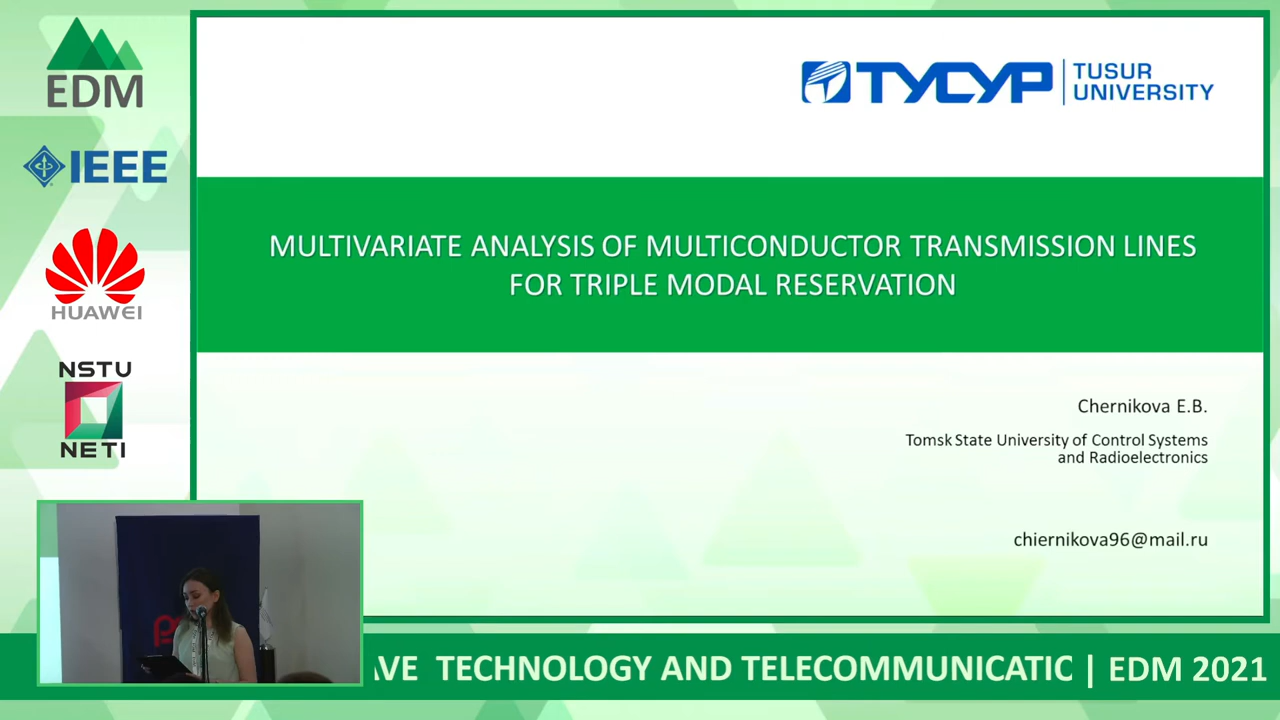 EDM
IEEE
HUAWEI
NSTU
NETI
ТУСУР
TUSUR
UNIVERSITY
MULTIVARIATE ANALYSIS OF MULTICONDUCTOR TRANSMISSION LINES
FOR TRIPLE MODAL RESERVATION
Chernikova E.B.
Tomsk State University of Control Systems
and Radioelectronics
chiernikova96@mail.ru
AVE TECHNOLOGY AND TELECOMMUNICATIC | EDM 2021